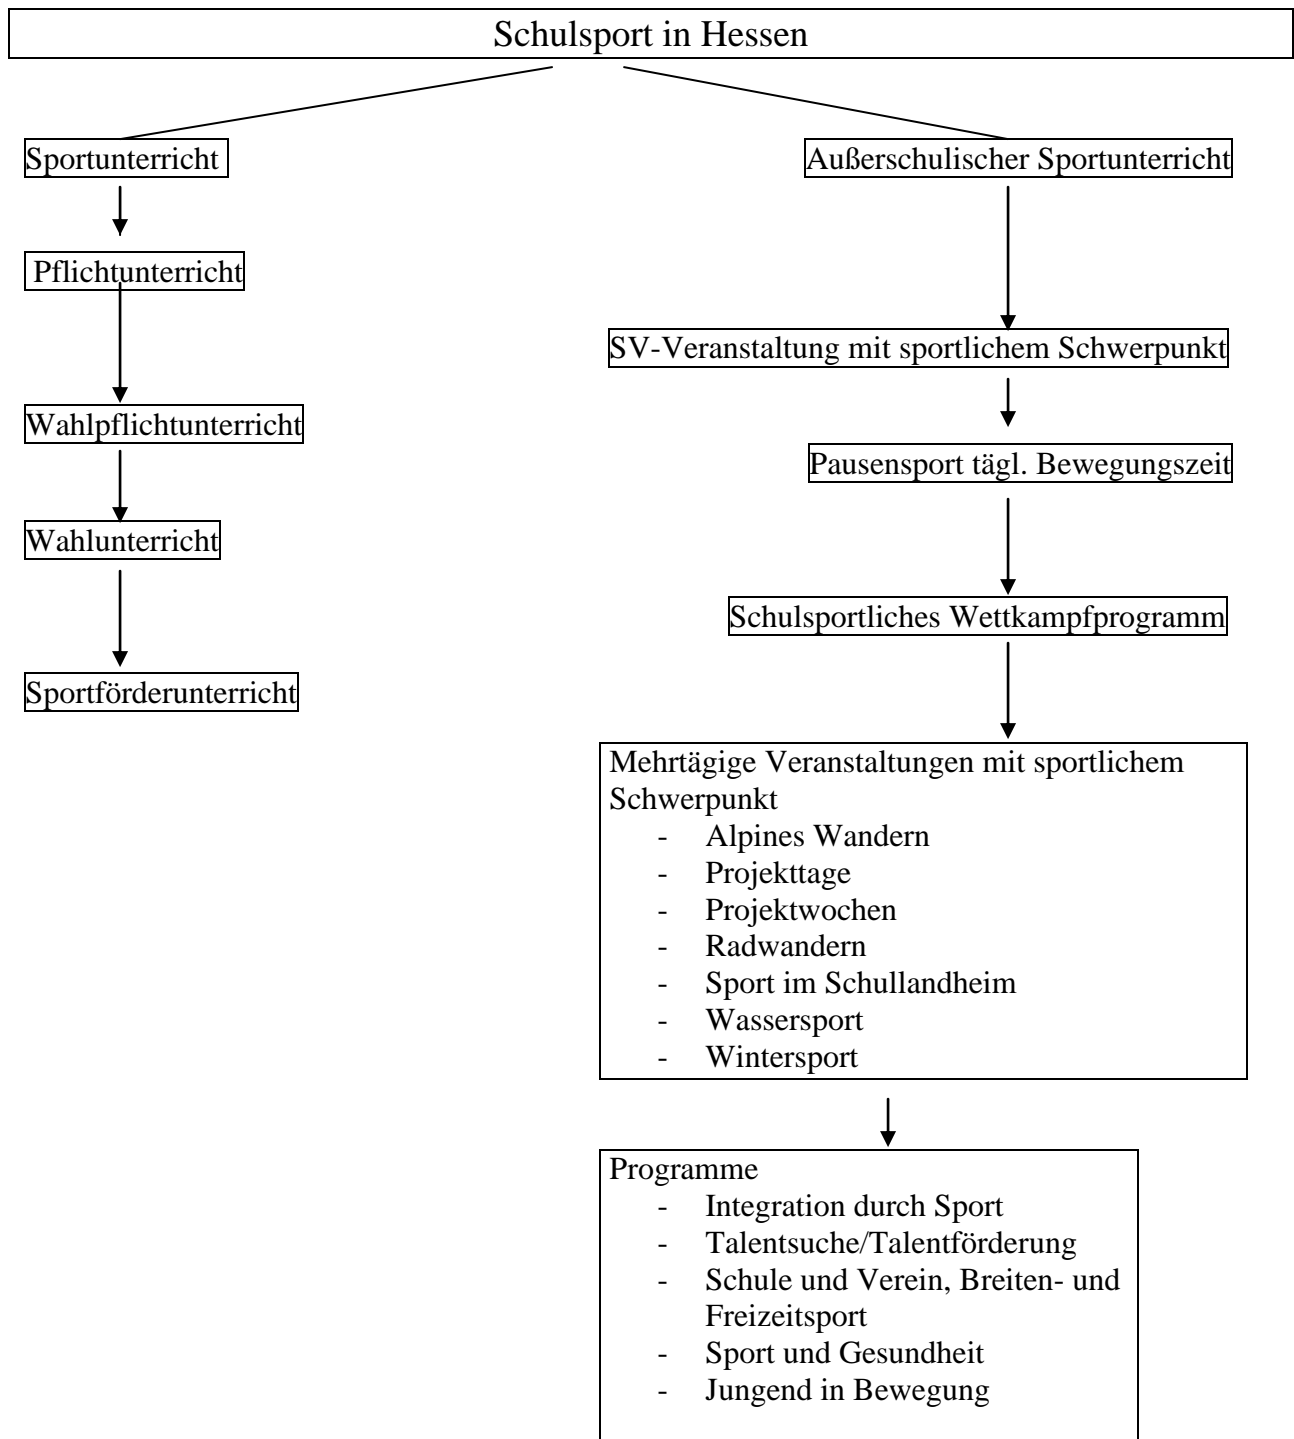 Schulsport in Hessen
Sportunterricht
Außerschulischer Sportunterricht
Pflichtunterricht
SV-Veranstaltung mit sportlichem Schwerpunkt
Wahlpflichtunterricht
Pausensport tägl. Bewegungszeit
Wahlunterricht
Schulsportliches Wettkampfprogramm
Sportförderunterricht
Mehrtägige Veranstaltungen mit sportlichem
Schwerpunkt
- Alpines Wandern
- Projekttage
- Projektwochen
- Radwandern
- Sport im Schullandheim
- Wassersport
- Wintersport
Programme
- Integration durch Sport
- Talentsuche/Talentförderung
- Schule und Verein, Breiten- und
Freizeitsport
- Sport und Gesundheit
- Jungend in Bewegung